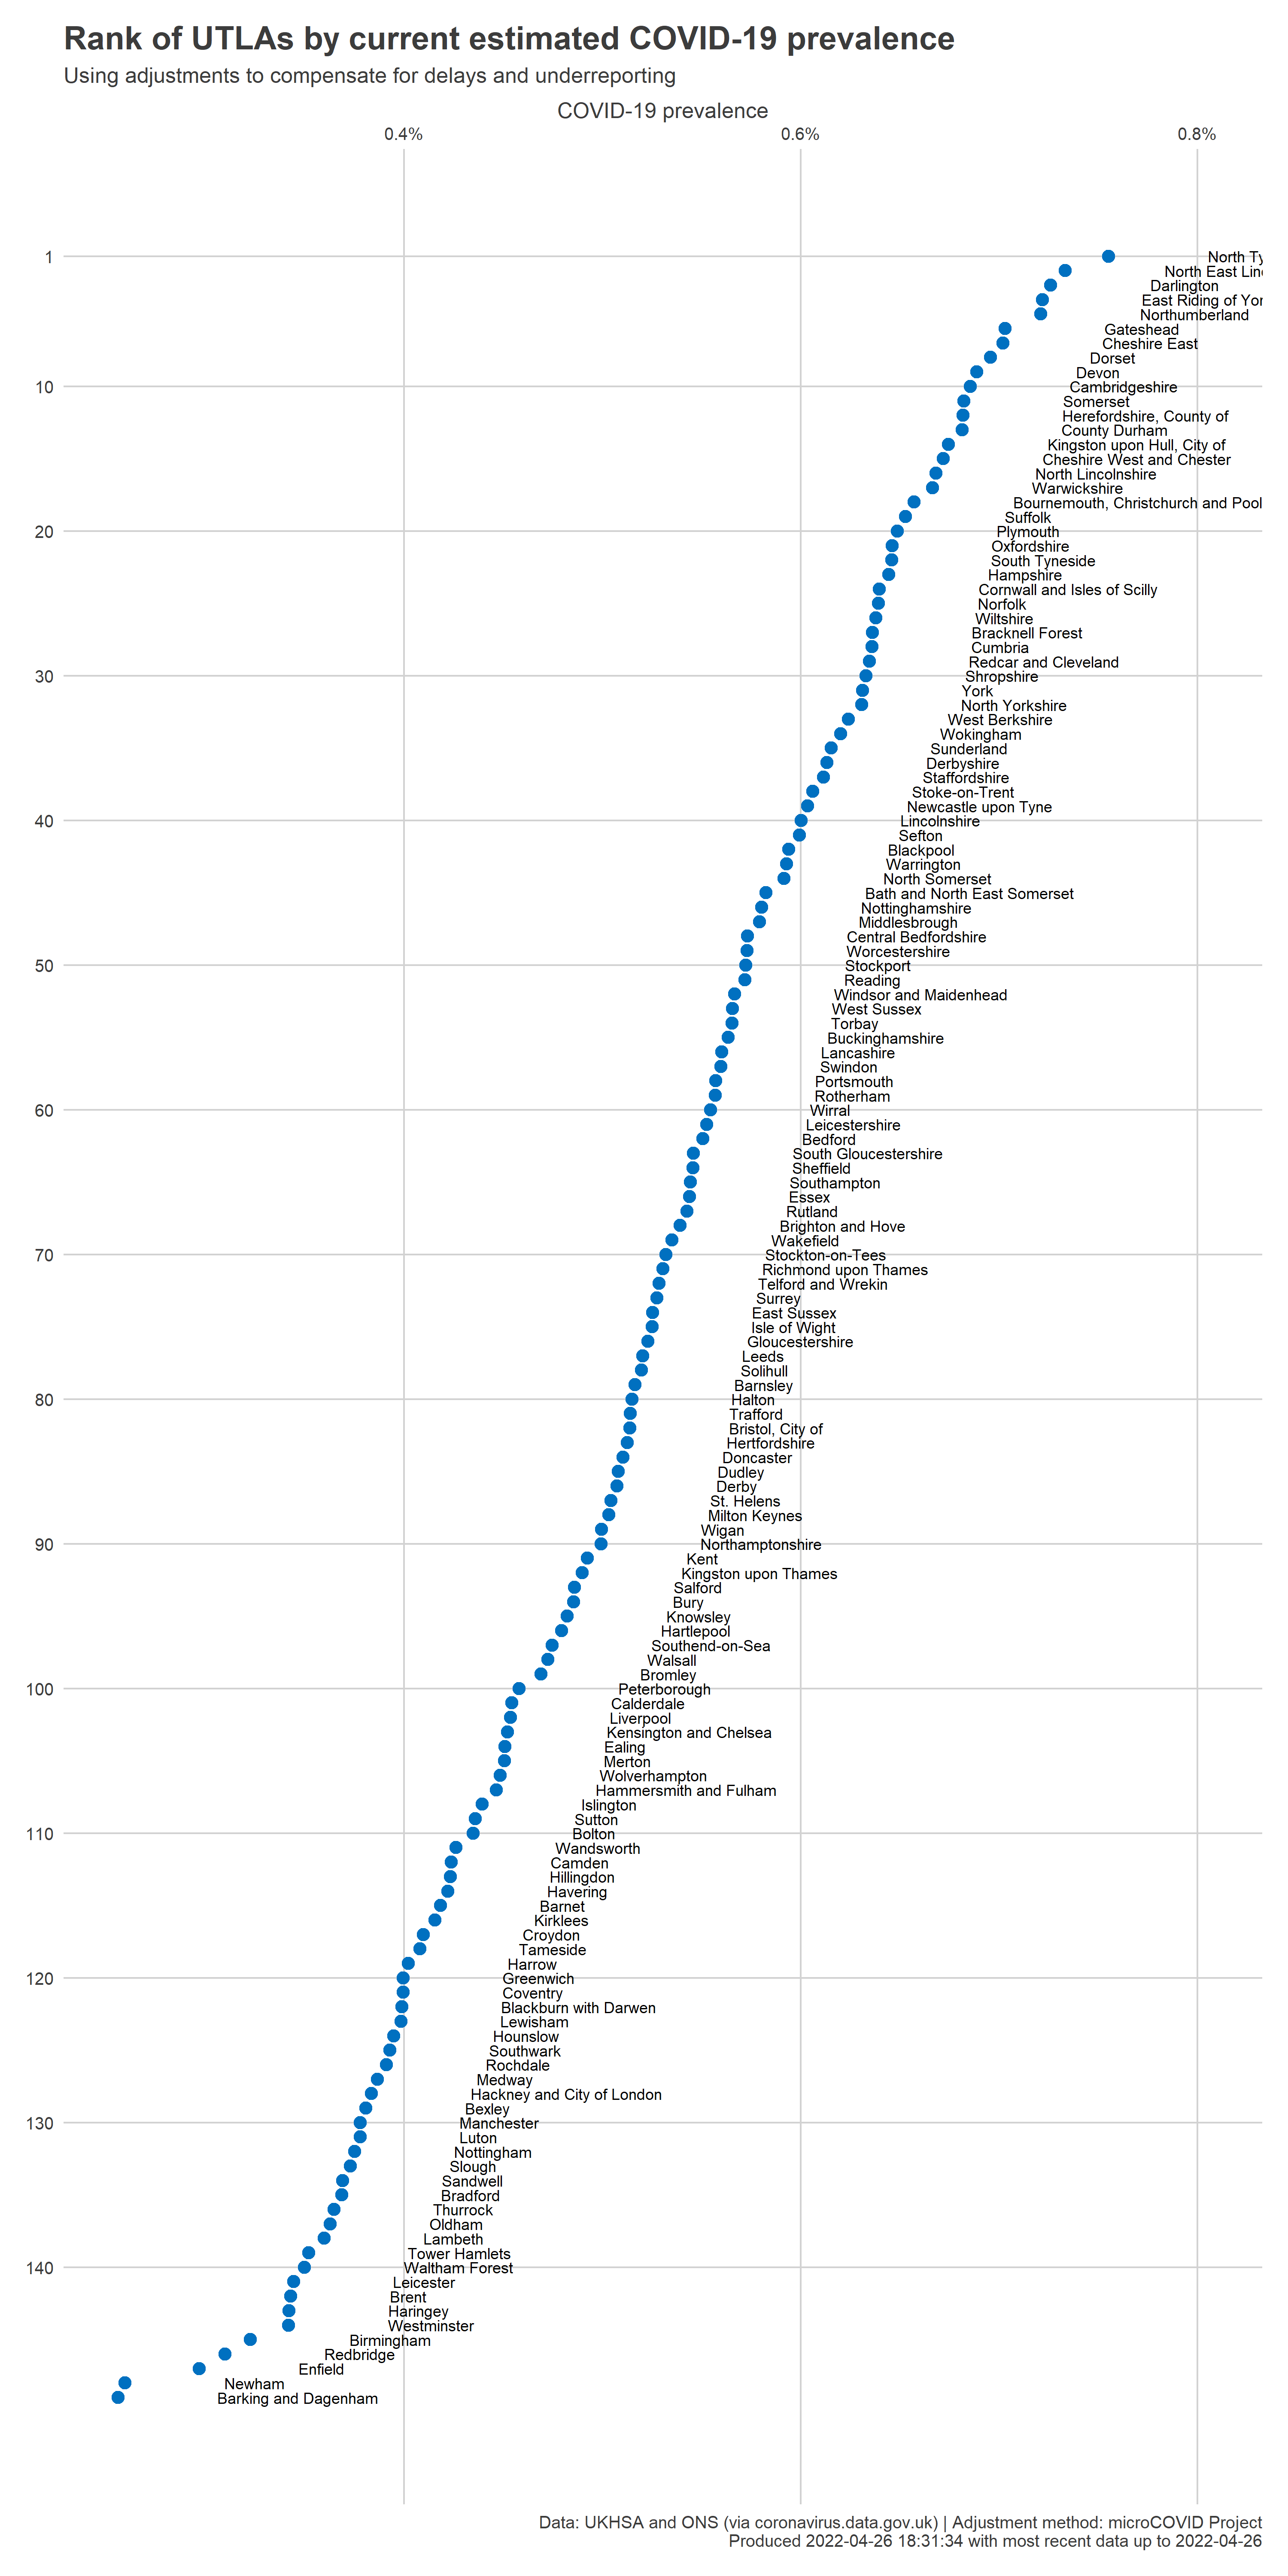 Rank of UTLAs by current estimated COVID-19 prevalence
Using adjustments to compensate for delays and underreporting
COVID-19 prevalence
0.4% 0.6% 0.8%
1 North Ty
North East Lin
Darlington
East Riding of Yor
Northumberland
Gateshead
Cheshire East
Dorset
Devon
10 Cambridgeshire
Somerset
Herefordshire, County of
County Durham
Kingston upon Hull, City of
Cheshire West and Chester
North Lincolnshire
Warwickshire
Bournemouth, Christchurch and Pool
Suffolk
20 Plymouth
Oxfordshire
South Tyneside
Hampshire
Cornwall and Isles of Scilly
Norfolk
Wiltshire
Bracknell Forest
Cumbria
Redcar and Cleveland
30 Shropshire
York
North Yorkshire
West Berkshire
Wokingham
Sunderland
Derbyshire
Staffordshire
Stoke-on-Trent
Newcastle upon Tyne
40 Lincolnshire
Sefton
Blackpool
Warrington
North Somerset
Bath and North East Somerset
Nottinghamshire
Middlesbrough
Central Bedfordshire
Worcestershire
50 Stockport
Reading
Windsor and Maidenhead
West Sussex
Torbay
Buckinghamshire
Lancashire
Swindon
Portsmouth
Rotherham
60 Wirral
Leicestershire
Bedford
South Gloucestershire
Sheffield
Southampton
Essex
Rutland
Brighton and Hove
Wakefield
70 Stockton-on-Tees
Richmond upon Thames
Telford and Wrekin
Surrey
East Sussex
Isle of Wight
Gloucestershire
Leeds
Solihull
Barnsley
80 Halton
Trafford
Bristol, City of
Hertfordshire
Doncaster
Dudley
Derby
St. Helens
Milton Keynes
Wigan
90 Northamptonshire
Kent
Kingston upon Thames
Salford
Bury
Knowsley
Hartlepool
Southend-on-Sea
Walsall
Bromley
100 Peterborough
Calderdale
Liverpool
Kensington and Chelsea
Ealing
Merton
Wolverhampton
Hammersmith and Fulham
Islington
Sutton
110 Bolton
Wandsworth
Camden
Hillingdon
Havering
Barnet
Kirklees
Croydon
Tameside
Harrow
120 Greenwich
Coventry
Blackburn with Darwen
Lewisham
Hounslow
Southwark
Rochdale
Medway
Hackney and City of London
Bexley
130 Manchester
Luton
Nottingham
Slough
Sandwell
Bradford
Thurrock
Oldham
Lambeth
Tower Hamlets
140 Waltham Forest
Leicester
Brent
Haringey
Westminster
Birmingham
Redbridge
Enfield
Newham
Barking and Dagenham
Data: UKHSA and ONS (via coronavirus.data.gov.uk) | Adjustment method: microCOVID Project
Produced 2022-04-26 18:31:34 with most recent data up to 2022-04-26